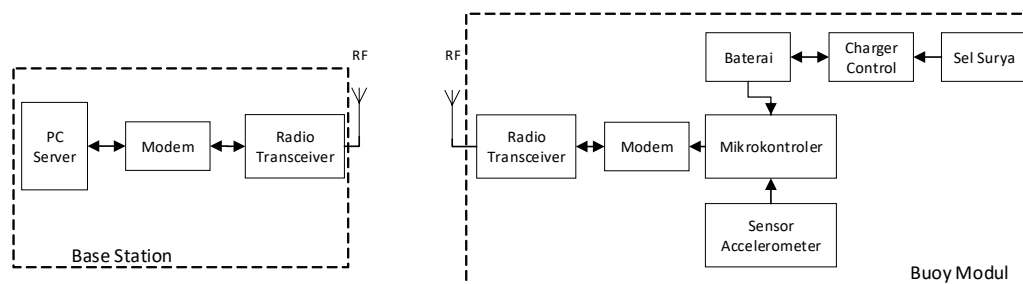 RF
RF
PC
Server
Modem
Radio
Transceiver
Base Station
Baterai
Charger
Control
Sel Surya
Radio
Transceiver
Modem
Mikrokontroler
Sensor
Accelerometer
Buoy Modul